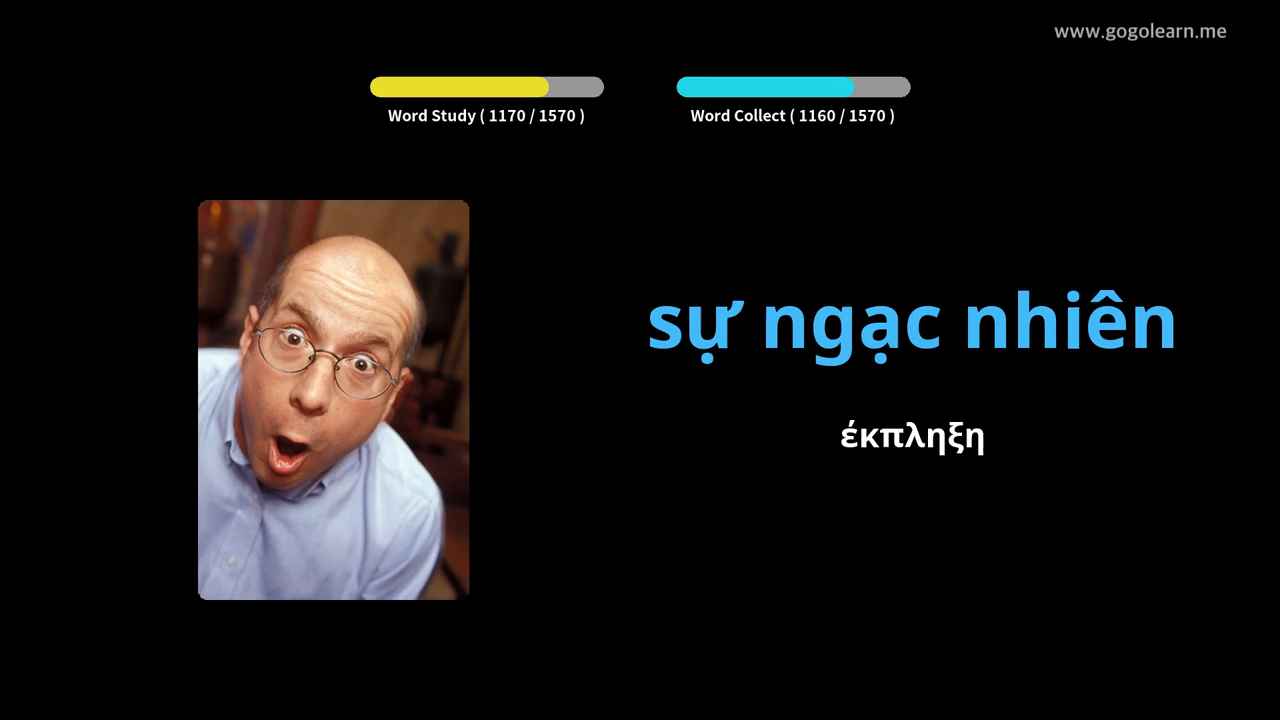 www.gogolearn.me
Word Study ( 1170 / 1570 )
Word Collect ( 1160 / 1570 )
sự ngạc nhiên
έκπληξη